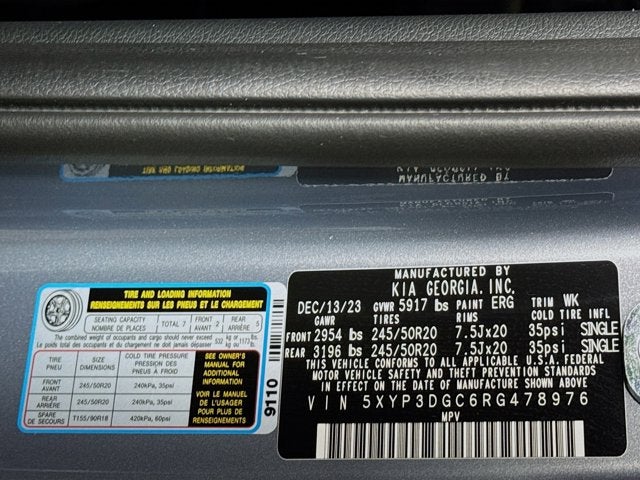 TIRE AND LOADING INFORMATION
RENSEIGNEMENTS SUR LES PNEUS ET LE CHARGEMENT
SEATING CAPACITY
NOMBRE DE PLACES
TOTAL 7
FRONT
AVANT 2
REAR
ARRIÈRE 5
The combined weight of occupants and cargo should never exceed
Le poids total des occupants et du chargement ne doit jamais dépasser
532 kg or 1172 lbs.
TIRE
PNEU
SIZE
DIMENSIONS
COLD TIRE PRESSURE
PRESSION DES
PNEUS À FROID
FRONT
AVANT
245/50R20
240kPa, 35psi
REAR
ARRIÈRE
245/50R20
240kPa, 35psi
SPARE
DE SECOURS
T155/90R18
420kPa, 60psi
SEE OWNER'S
MANUAL FOR
ADDITIONAL
INFORMATION
VOIR LE MANUEL
DE L'USAGER
POUR PLUS DE
RENSEIGNEMENTS
9110
MANUFACTURED BY
KIA GEORGIA, INC.
DEC/13/23 GVWR 5917 lbs PAINT ERG TRIM WK
GAWR TIRES RIMS COLD TIRE INFL
FRONT 2954 lbs 245/50R20 7.5Jx20 35psi SINGLE
REAR 3196 lbs 245/50R20 7.5Jx20 35psi SINGLE
THIS VEHICLE CONFORMS TO ALL APPLICABLE U.S.A. FEDERAL
MOTOR VEHICLE SAFETY AND THEFT PREVENTION STANDARDS
IN EFFECT ON THE DATE OF MANUFACTURE SHOWN ABOVE.
VIN 5XYP3DGC6RG478976
MPV